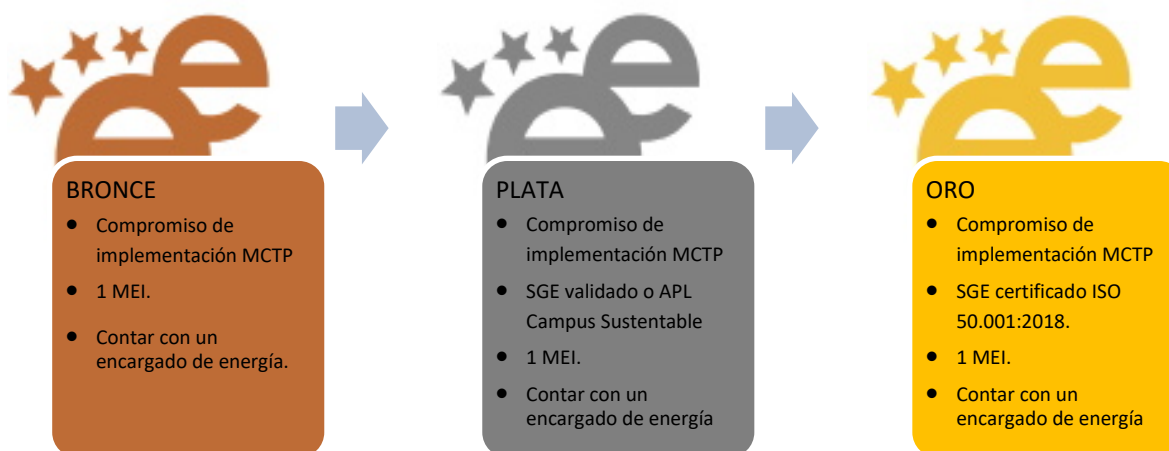 BRONCE
• Compromiso de
implementación MCTP
• 1 MEI.
• Contar con un
encargado de energía.
PLATA
• Compromiso de
implementación MCTP
• SGE validado o APL
Campus Sustentable
• 1 MEI.
• Contar con un
encargado de energía
ORO
• Compromiso de
implementación MCTP
• SGE certificado ISO
50.001:2018.
• 1 MEI.
• Contar con un
encargado de energía